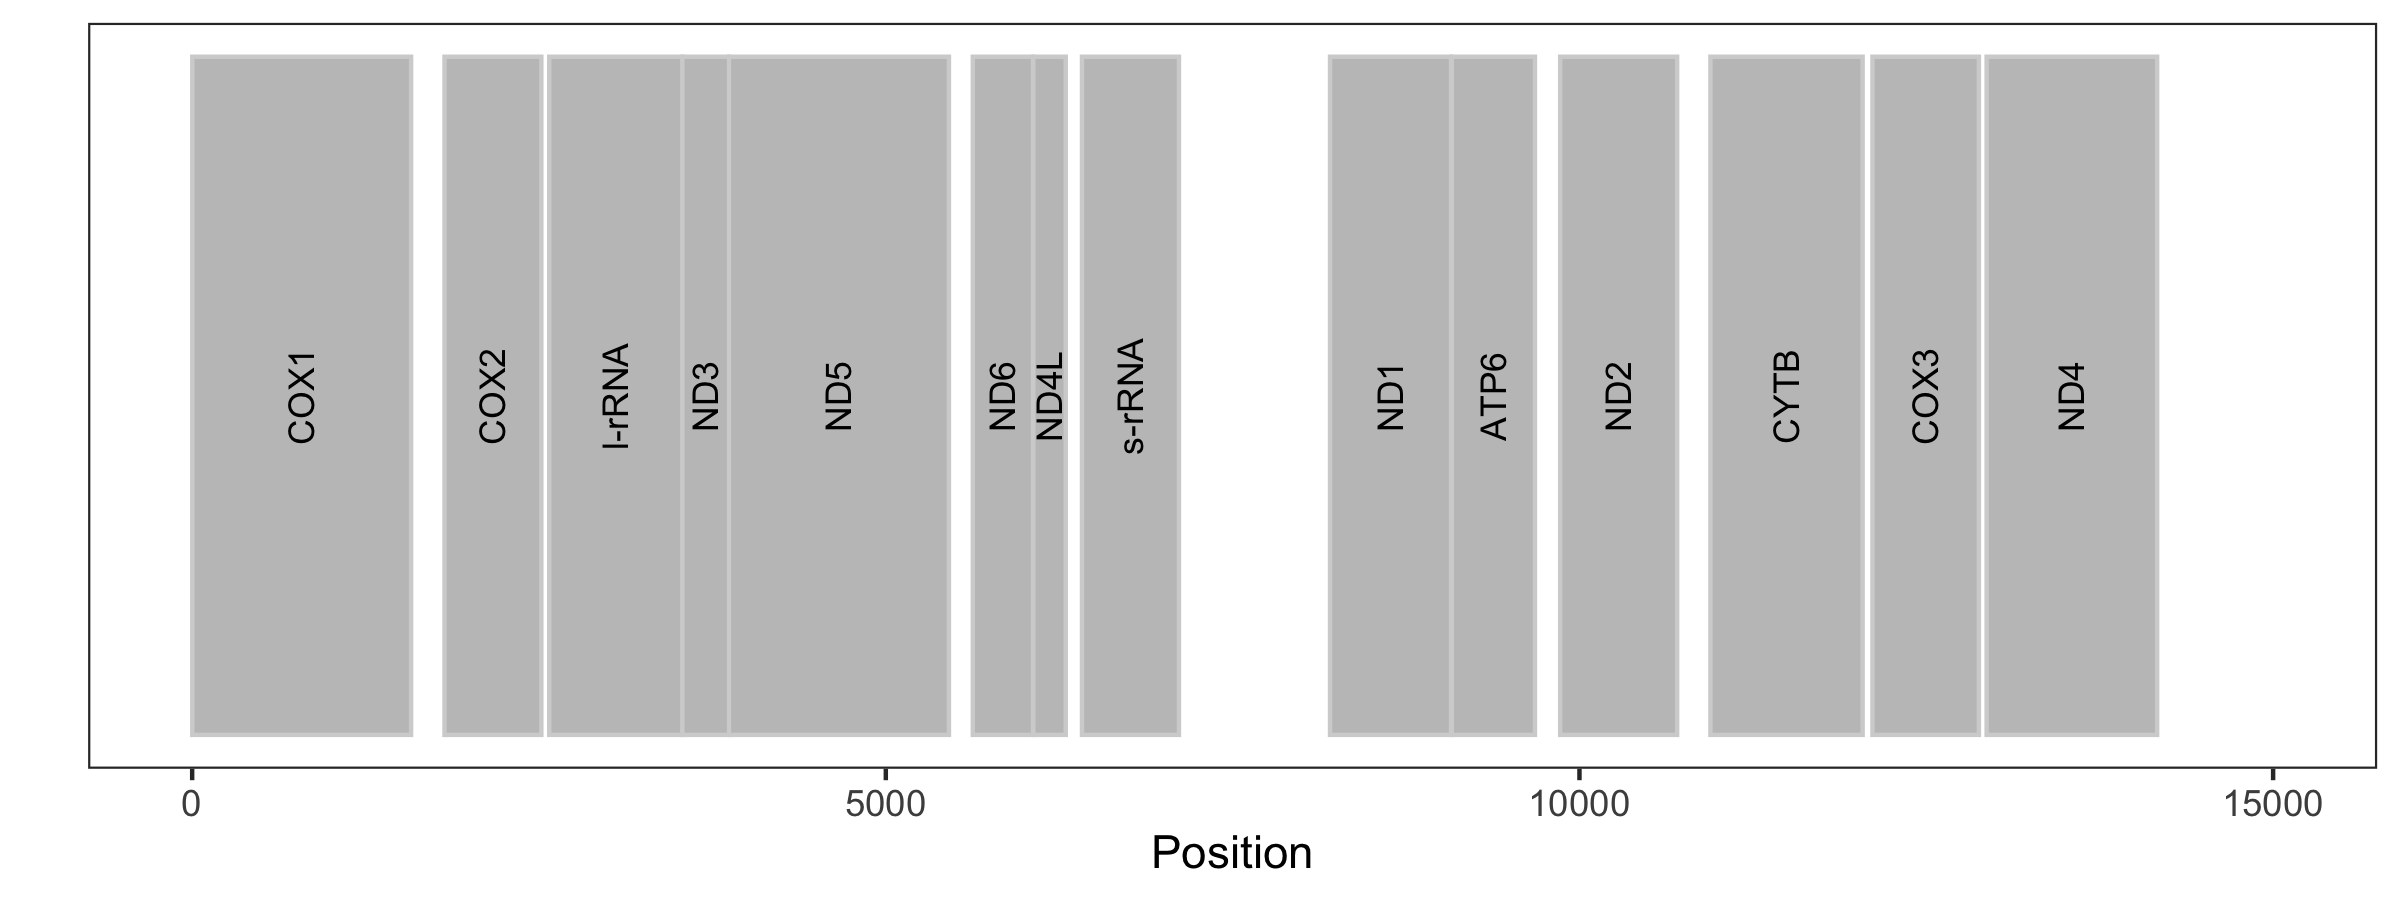 COX1
COX2
l-rRNA
ND3
ND5
ND6
ND4L
s-rRNA
ND1
ATP6
ND2
CYTB
COX3
ND4
0
5000
10000
15000
Position